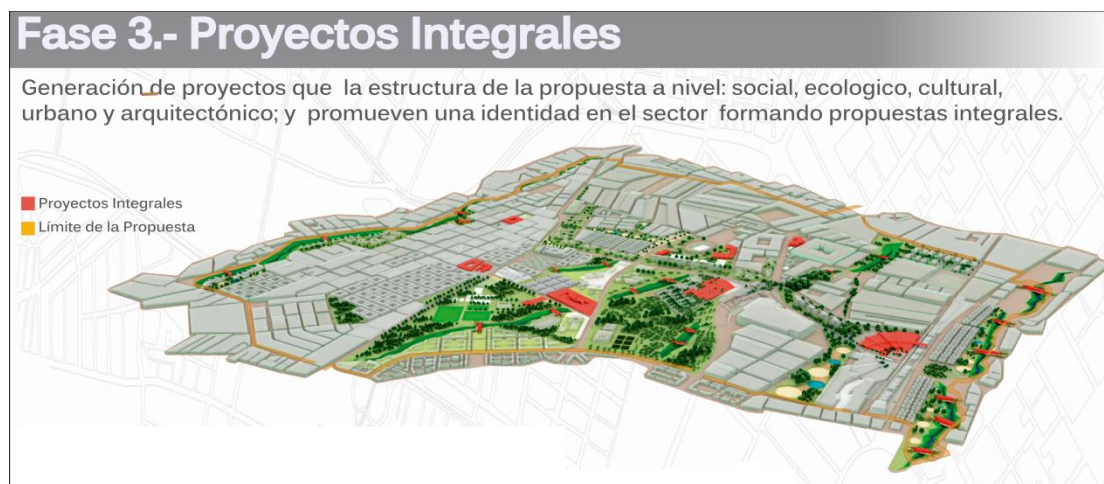 Fase 3.- Proyectos Integrales
Generación de proyectos que la estructura de la propuesta a nivel: social, ecologico, cultural,
urbano y arquitectónico; y promueven una identidad en el sector formando propuestas integrales.
Proyectos Integrales
Límite de la Propuesta